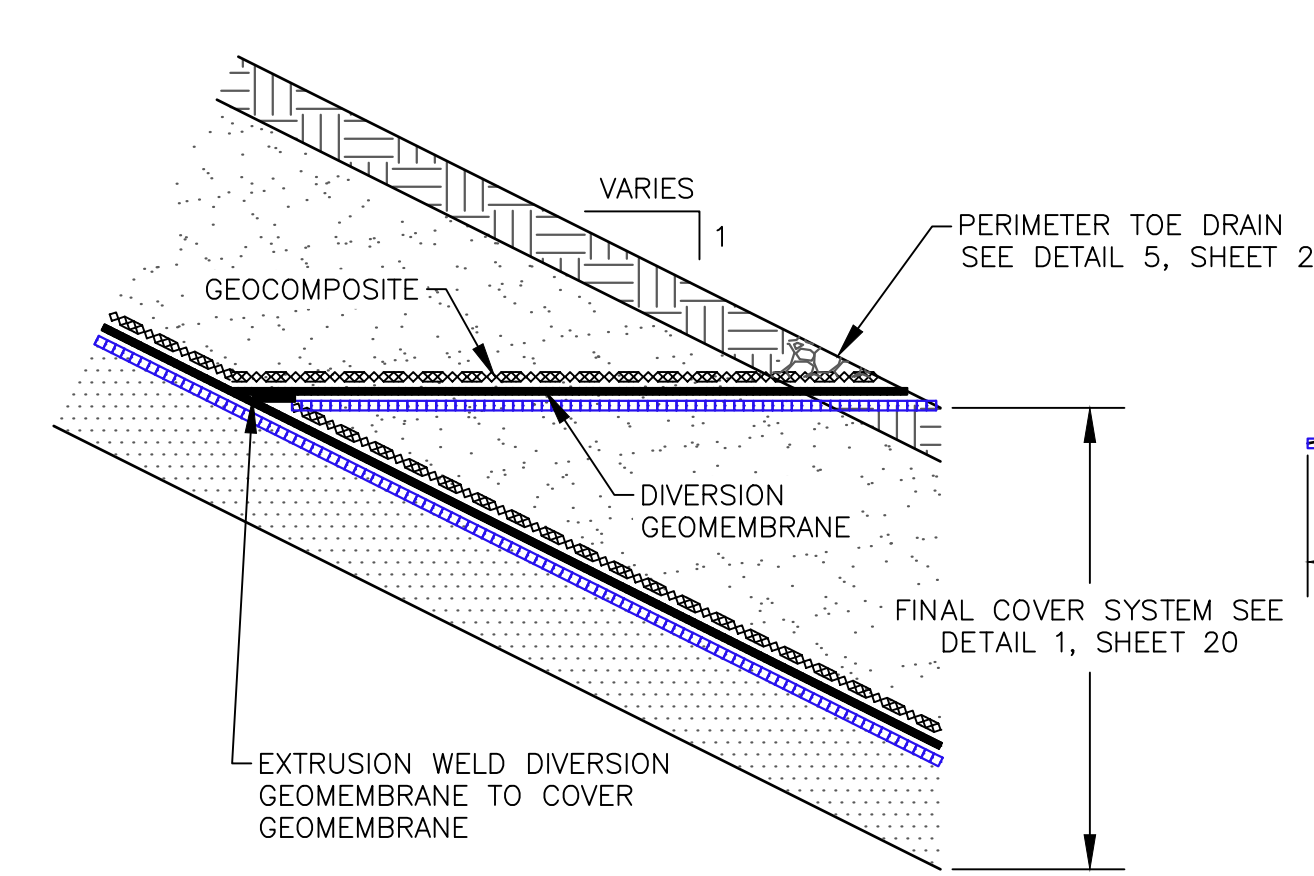 VARIES
1
PERIMETER TOE DRAIN
SEE DETAIL 5, SHEET 2
GEOCOMPOSITE
DIVERSION
GEOMEMBRANE
FINAL COVER SYSTEM SEE
DETAIL 1, SHEET 20
EXTRUSION WELD DIVERSION
GEOMEMBRANE TO COVER
GEOMEMBRANE